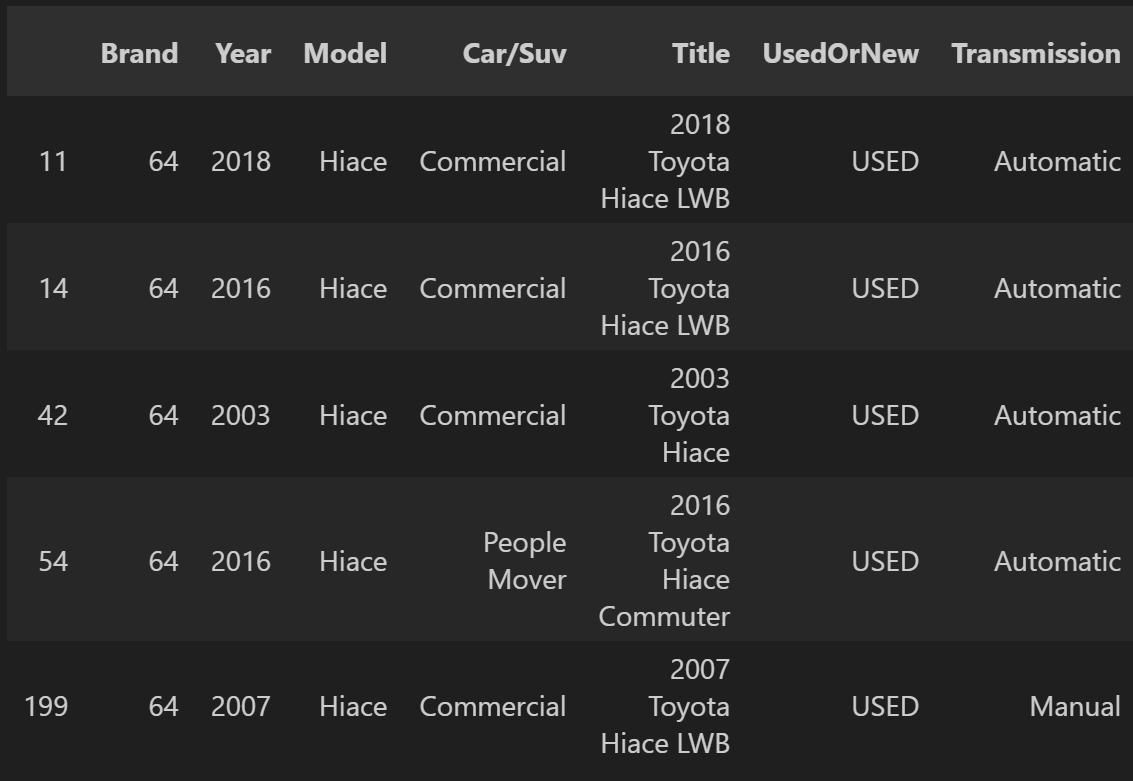 Brand Year Model Car/Suv Title UsedOrNew Transmission
11 64 2018 Hiace Commercial 2018 Toyota Hiace LWB USED Automatic
14 64 2016 Hiace Commercial 2016 Toyota Hiace LWB USED Automatic
42 64 2003 Hiace Commercial 2003 Toyota Hiace USED Automatic
54 64 2016 Hiace People Mover 2016 Toyota Hiace Commuter USED Automatic
199 64 2007 Hiace Commercial 2007 Toyota Hiace LWB USED Manual